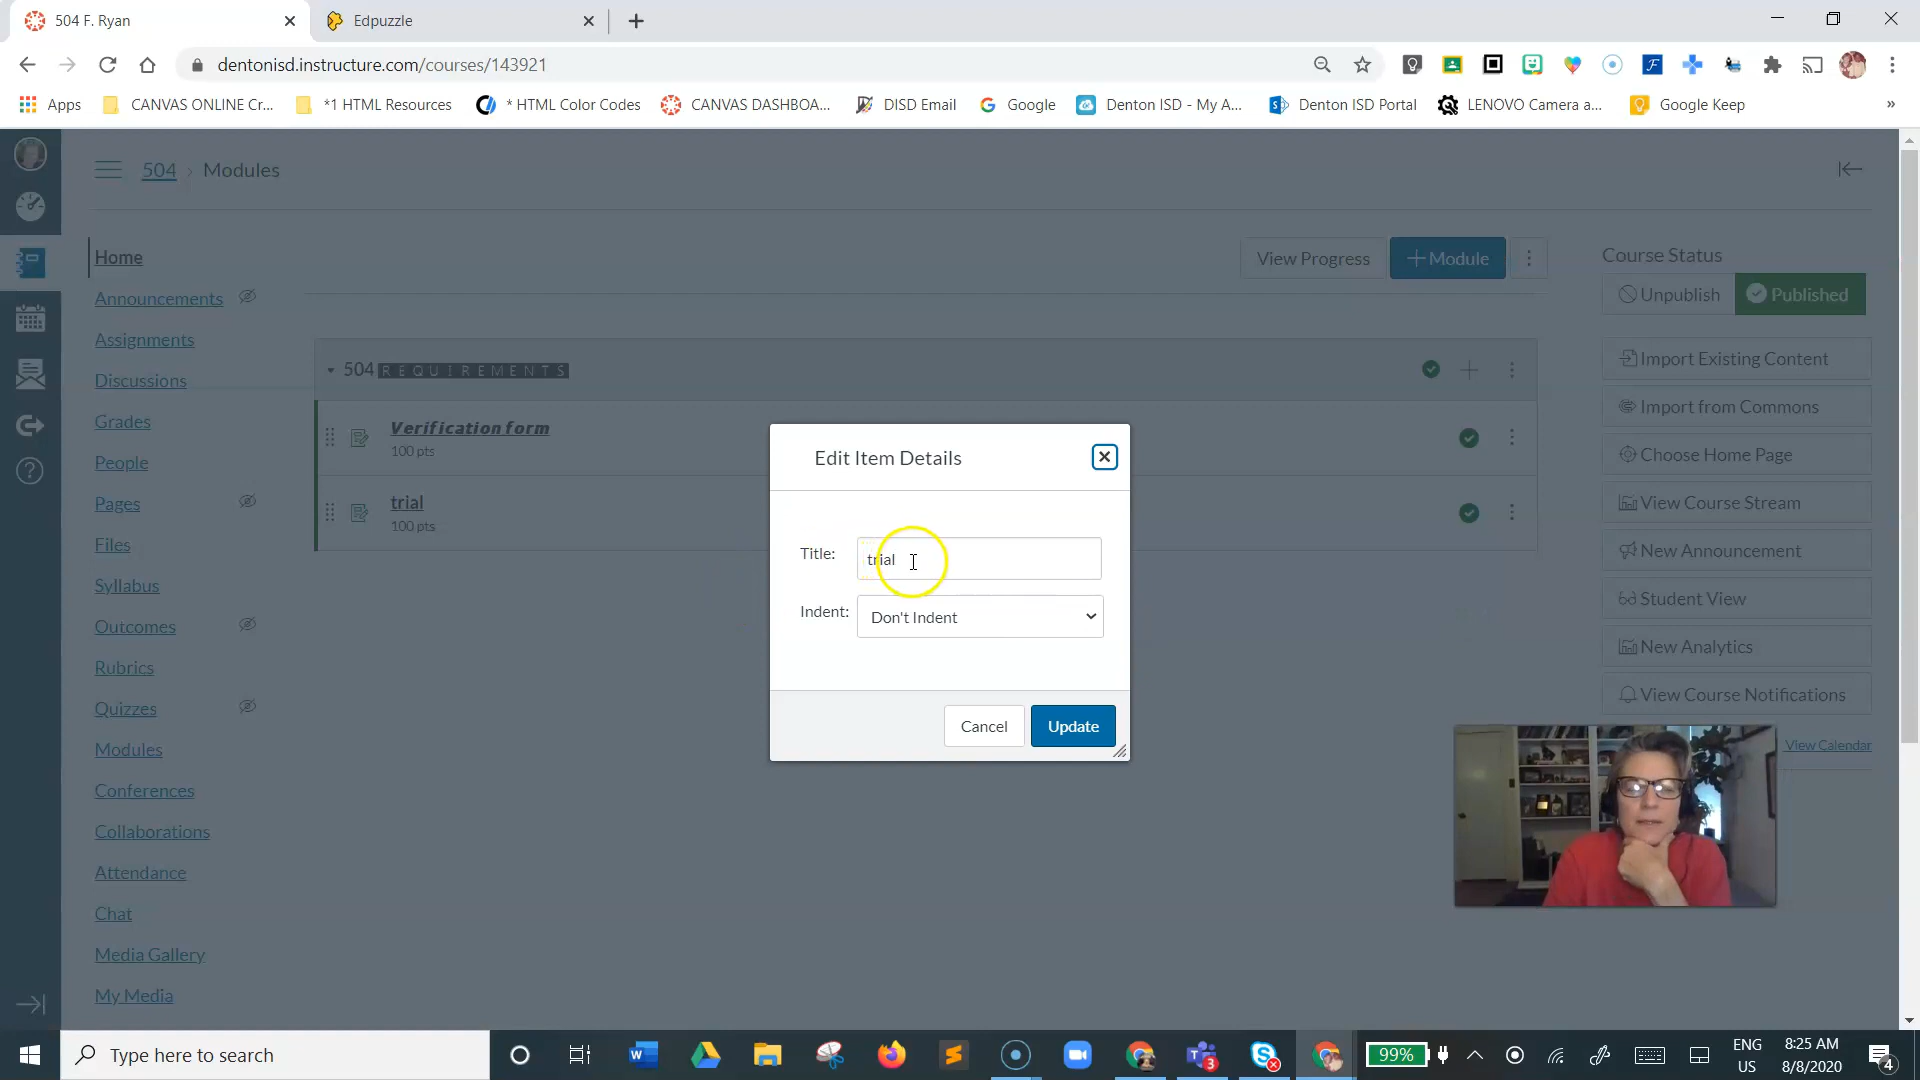 504 F. Ryan
Edpuzzle
dentonisd.instructure.com/courses/143921
Apps
CANVAS ONLINE Cr...
*1 HTML Resources
* HTML Color Codes
CANVAS DASHBOA...
DISD Email
Google
Denton ISD - My A...
Denton ISD Portal
LENOVO Camera a...
Google Keep
»
504 › Modules
Home
Announcements
Assignments
Discussions
Grades
People
Pages
Files
Syllabus
Outcomes
Rubrics
Quizzes
Modules
Conferences
Collaborations
Attendance
Chat
Media Gallery
My Media
View Progress
+ Module
504 REQUIREMENTS
Verification form
100 pts
trial
100 pts
Edit Item Details
Title: trial
Indent: Don't Indent
Cancel
Update
Course Status
Unpublish
Published
Import Existing Content
Import from Commons
Choose Home Page
View Course Stream
New Announcement
Student View
New Analytics
View Course Notifications
View Calendar
Type here to search
3
99%
ENG
US
8:25 AM
8/8/2020
4